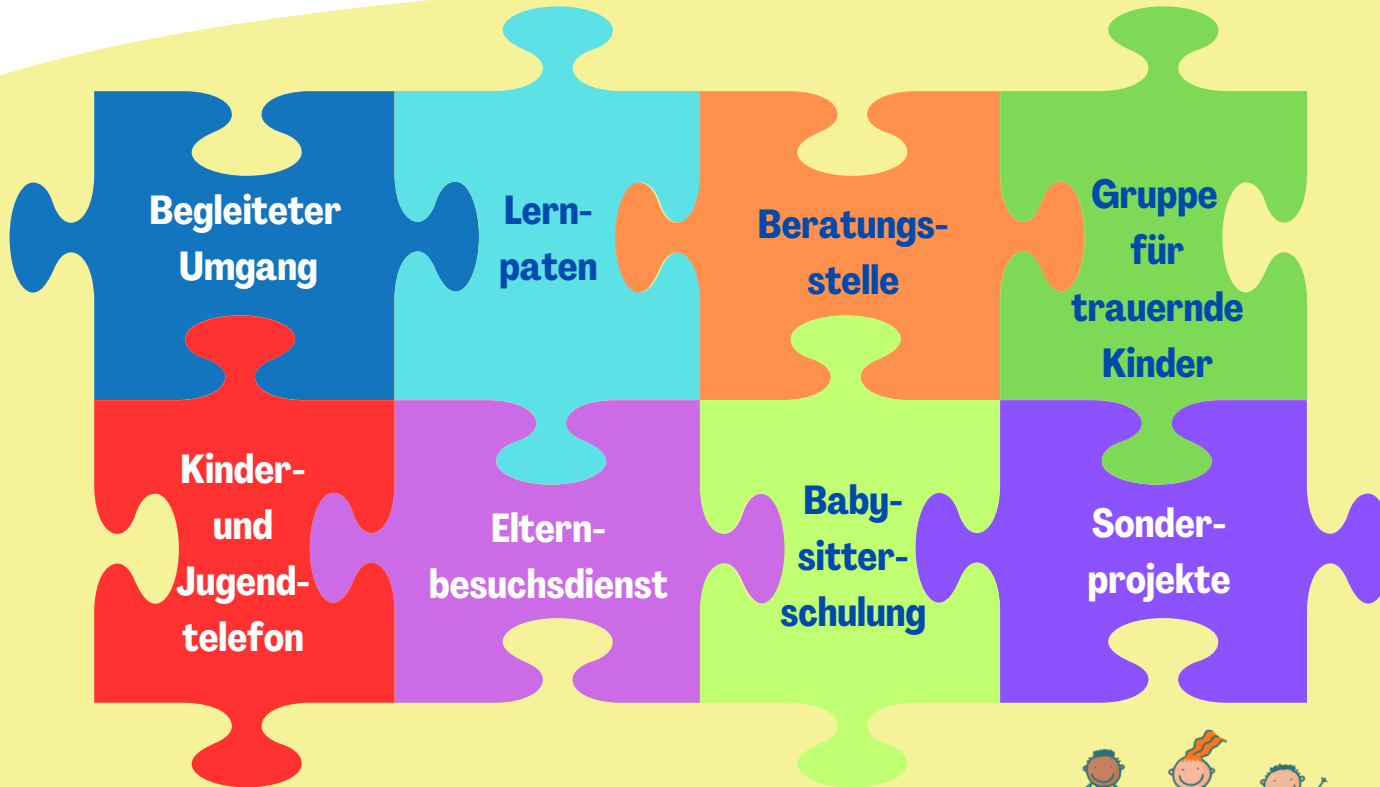 Begleiteter
Umgang
Lern-
paten
Beratungs-
stelle
Gruppe
für
trauernde
Kinder
Kinder-
und
Jugend-
telefon
Eltern-
besuchsdienst
Baby-
sitter-
schulung
Sonder-
projekte